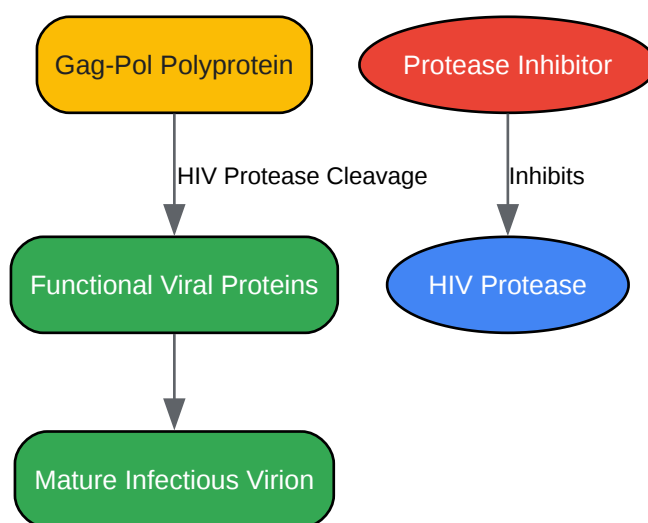 Gag-Pol Polyprotein
Protease Inhibitor
HIV Protease Cleavage
Inhibits
Functional Viral Proteins
HIV Protease
Mature Infectious Virion